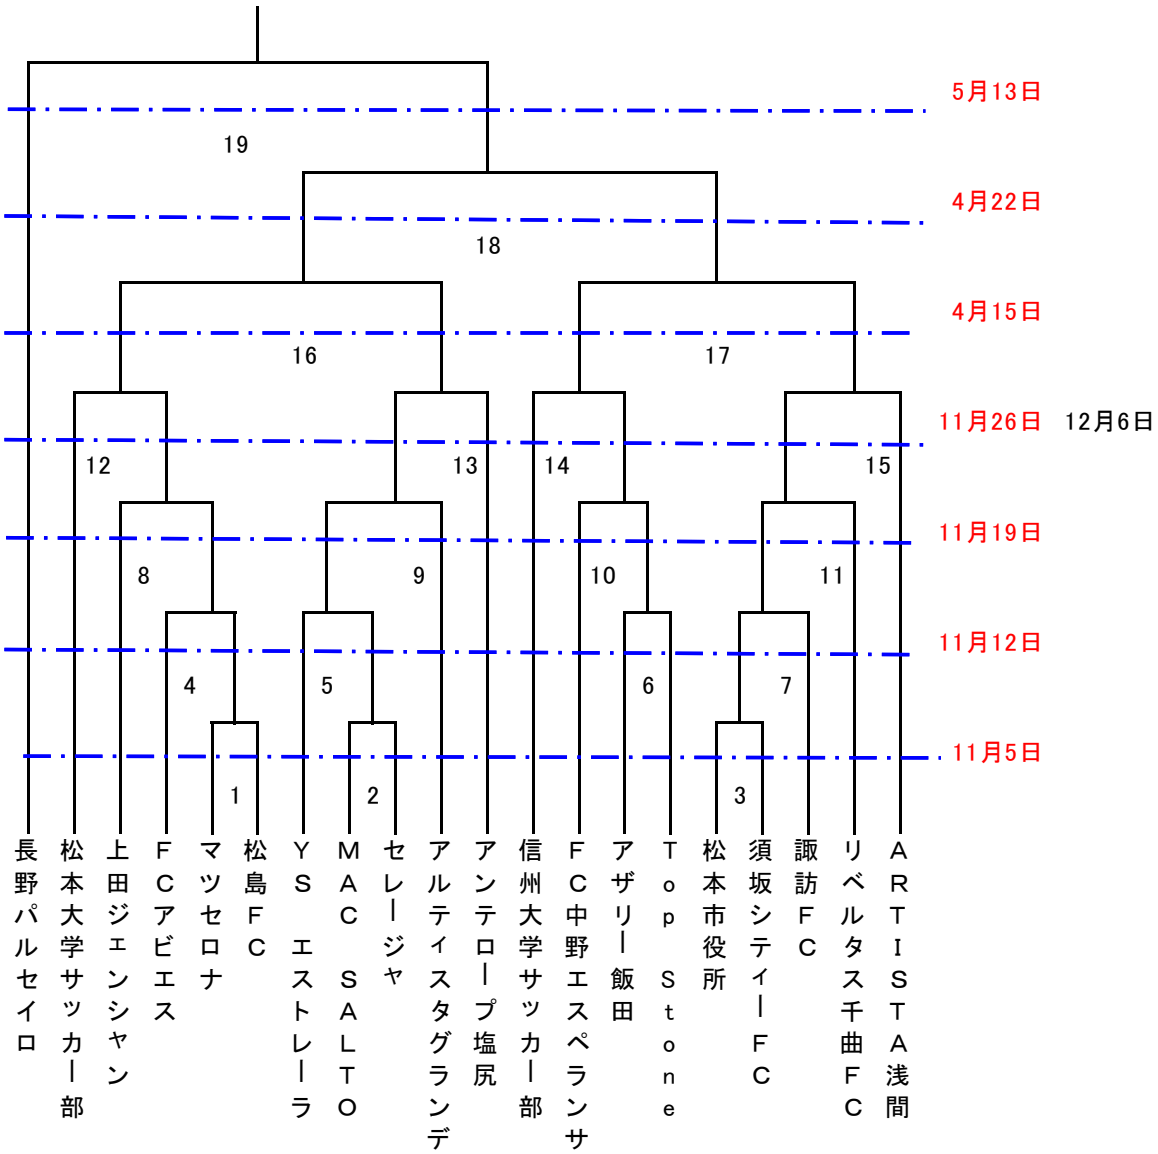 5月13日
19
4月22日
18
4月15日
16
17
11月26日 12月6日
12
13
14
15
11月19日
8
9
10
11
11月12日
4
5
6
7
11月5日
1
2
3
長野パルセイロ
松本大学サッカー部
上田ジェンシャン
ＦＣアビエス
マツセロナ
松島ＦＣ
ＹＳ　エストレーラ
ＭＡＣ　ＳＡＬＴＯ
セレージャ
アルティスタグランデ
アンテロープ塩尻
信州大学サッカー部
ＦＣ中野エスペランサ
アザリー飯田
Ｔｏｐ　Ｓｔｏｎｅ
松本市役所
須坂シティーＦＣ
諏訪ＦＣ
リベルタス千曲ＦＣ
ＡＲＴＩＳＴＡ浅間